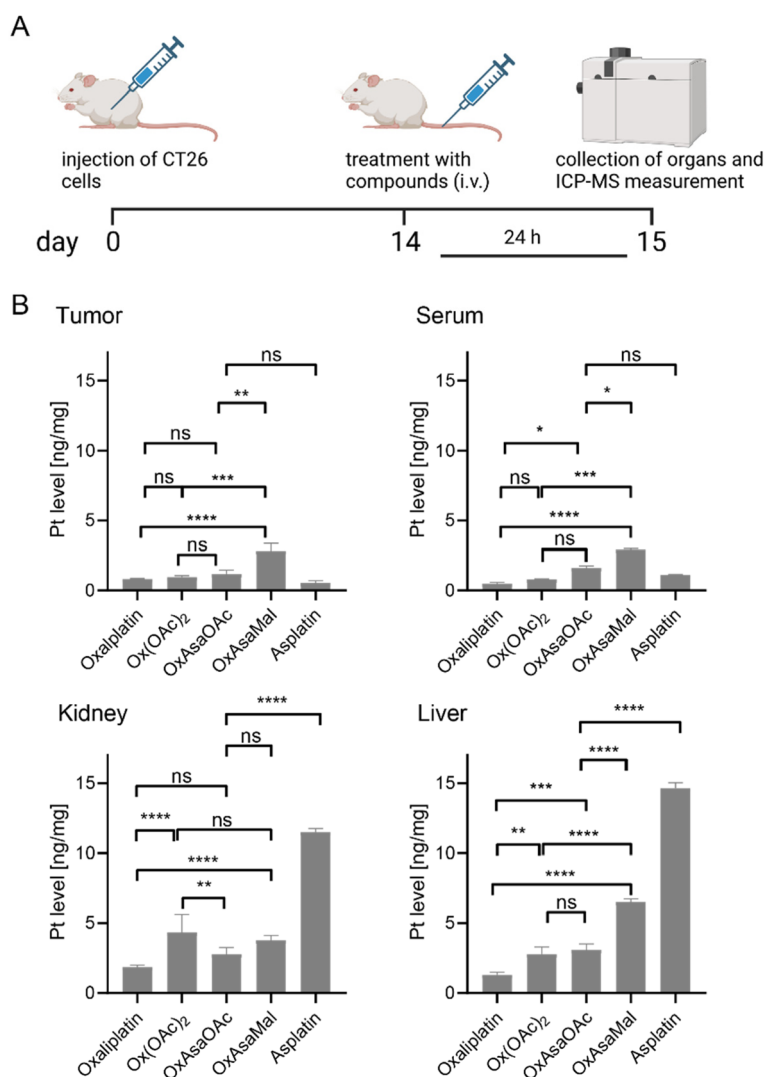 A
injection of CT26
cells
treatment with
compounds (i.v.)
collection of organs and
ICP-MS measurement
day 0 14 24 h 15
B
Tumor
Pt level [ng/mg]
15
10
5
0
ns
**
ns
ns
***
****
ns
Oxaliplatin
Ox(OAc)₂
OxAsaOAc
OxAsaMal
Asplatin
Serum
Pt level [ng/mg]
15
10
5
0
ns
*
*
ns
***
****
ns
Oxaliplatin
Ox(OAc)₂
OxAsaOAc
OxAsaMal
Asplatin
Kidney
Pt level [ng/mg]
15
10
5
0
****
ns
ns
****
ns
****
**
Oxaliplatin
Ox(OAc)₂
OxAsaOAc
OxAsaMal
Asplatin
Liver
Pt level [ng/mg]
15
10
5
0
****
****
***
**
****
****
ns
Oxaliplatin
Ox(OAc)₂
OxAsaOAc
OxAsaMal
Asplatin